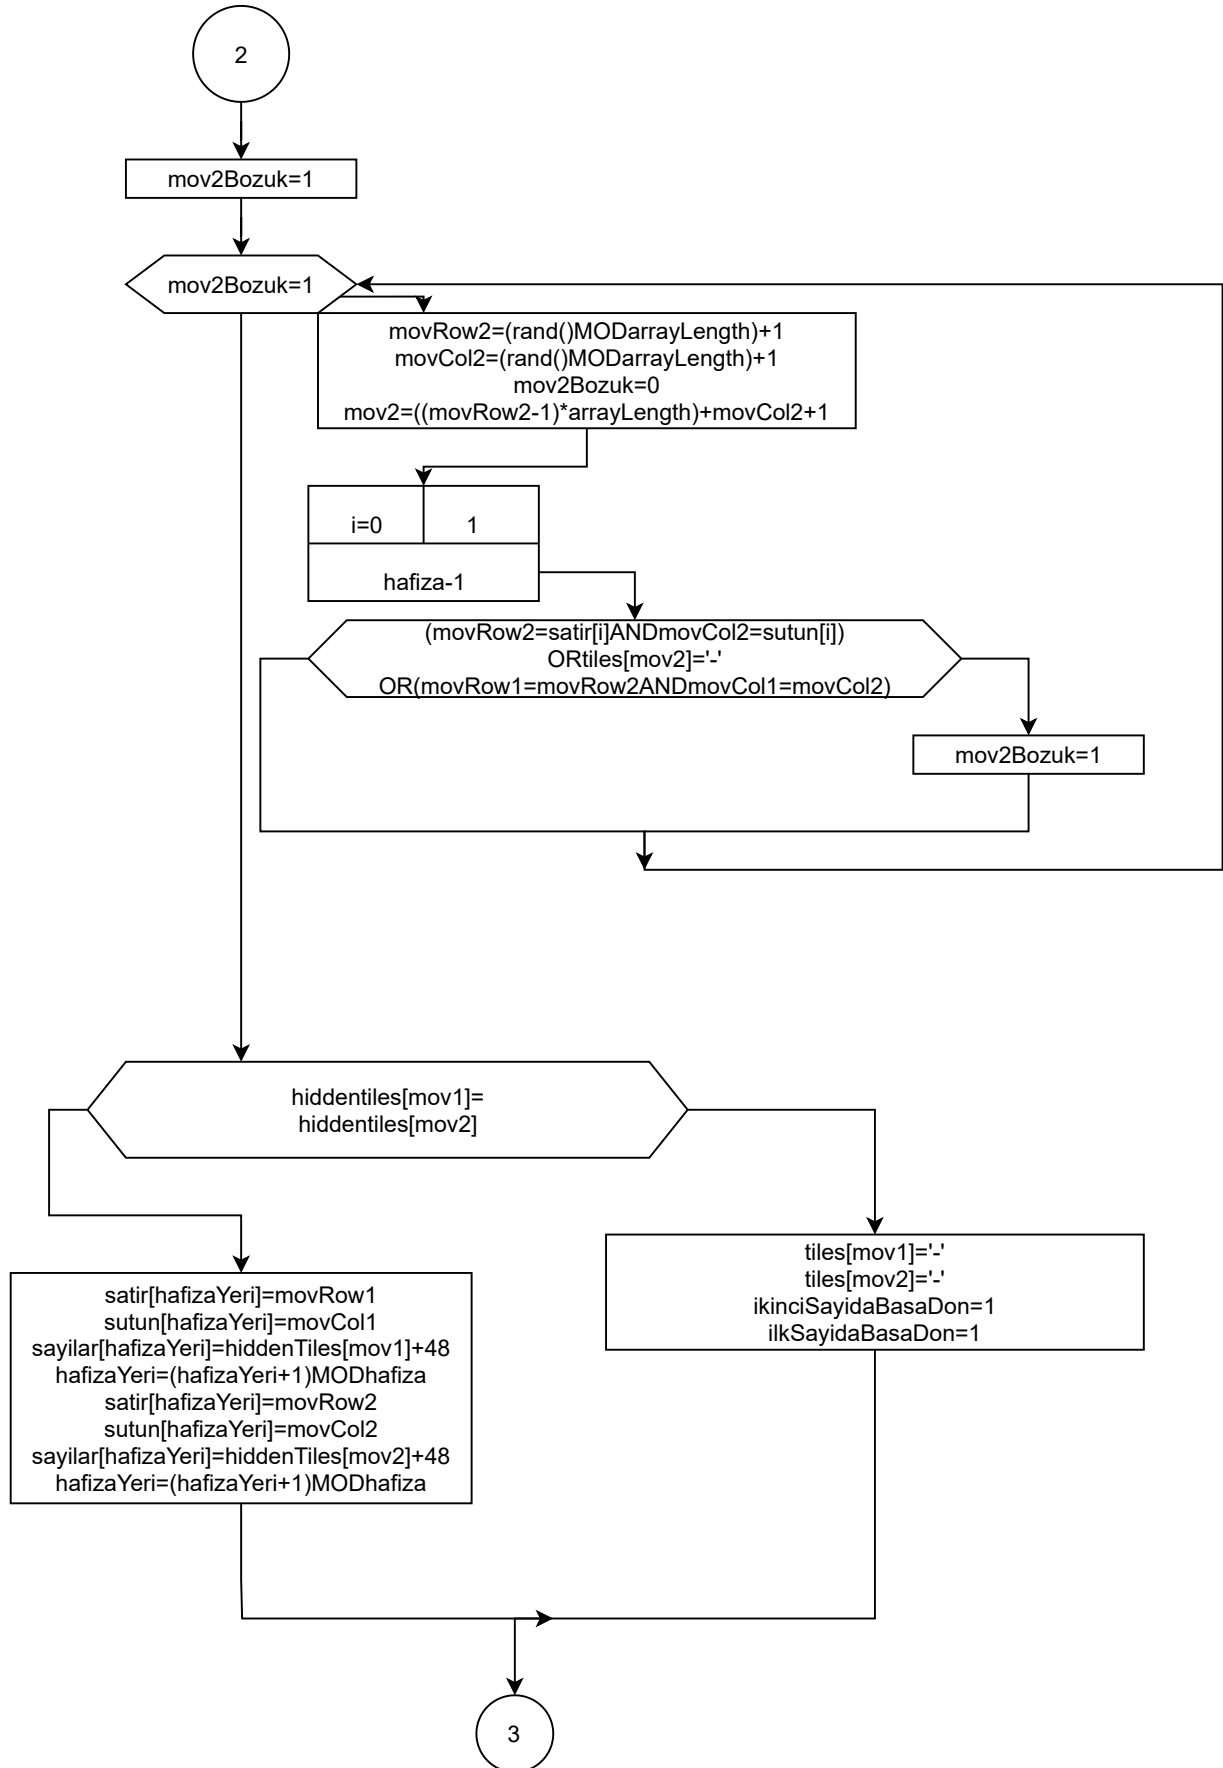 2
mov2Bozuk=1
mov2Bozuk=1
movRow2=(rand()MODarrayLength)+1
movCol2=(rand()MODarrayLength)+1
mov2Bozuk=0
mov2=((movRow2-1)*arrayLength)+movCol2+1
i=0
1
hafiza-1
(movRow2=satir[i]ANDmovCol2=sutun[i])
ORtiles[mov2]='-'
OR(movRow1=movRow2ANDmovCol1=movCol2)
mov2Bozuk=1
hiddentiles[mov1]=
hiddentiles[mov2]
tiles[mov1]='-'
tiles[mov2]='-'
ikinciSayidaBasaDon=1
ilkSayidaBasaDon=1
satir[hafizaYeri]=movRow1
sutun[hafizaYeri]=movCol1
sayilar[hafizaYeri]=hiddenTiles[mov1]+48
hafizaYeri=(hafizaYeri+1)MODhafiza
satir[hafizaYeri]=movRow2
sutun[hafizaYeri]=movCol2
sayilar[hafizaYeri]=hiddenTiles[mov2]+48
hafizaYeri=(hafizaYeri+1)MODhafiza
3